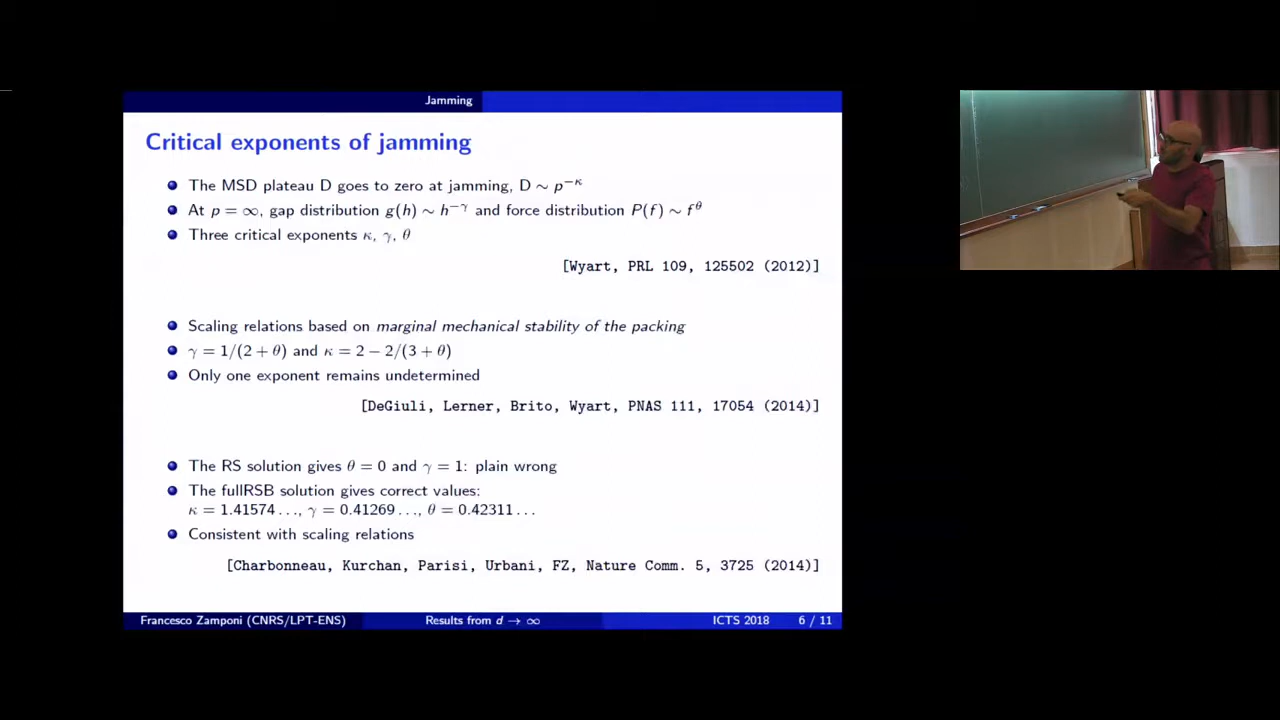 Jamming
Critical exponents of jamming
The MSD plateau D goes to zero at jamming, D ∼ p^{−κ}
At p = ∞, gap distribution g(h) ∼ h^{−γ} and force distribution P(f) ∼ f^θ
Three critical exponents κ, γ, θ
[Wyart, PRL 109, 125502 (2012)]
Scaling relations based on marginal mechanical stability of the packing
γ = 1/(2 + θ) and κ = 2 − 2/(3 + θ)
Only one exponent remains undetermined
[DeGiuli, Lerner, Brito, Wyart, PNAS 111, 17054 (2014)]
The RS solution gives θ = 0 and γ = 1: plain wrong
The fullRSB solution gives correct values:
κ = 1.41574 . . ., γ = 0.41269 . . ., θ = 0.42311 . . .
Consistent with scaling relations
[Charbonneau, Kurchan, Parisi, Urbani, FZ, Nature Comm. 5, 3725 (2014)]
Francesco Zamponi (CNRS/LPT-ENS) Results from d → ∞ ICTS 2018 6 / 11